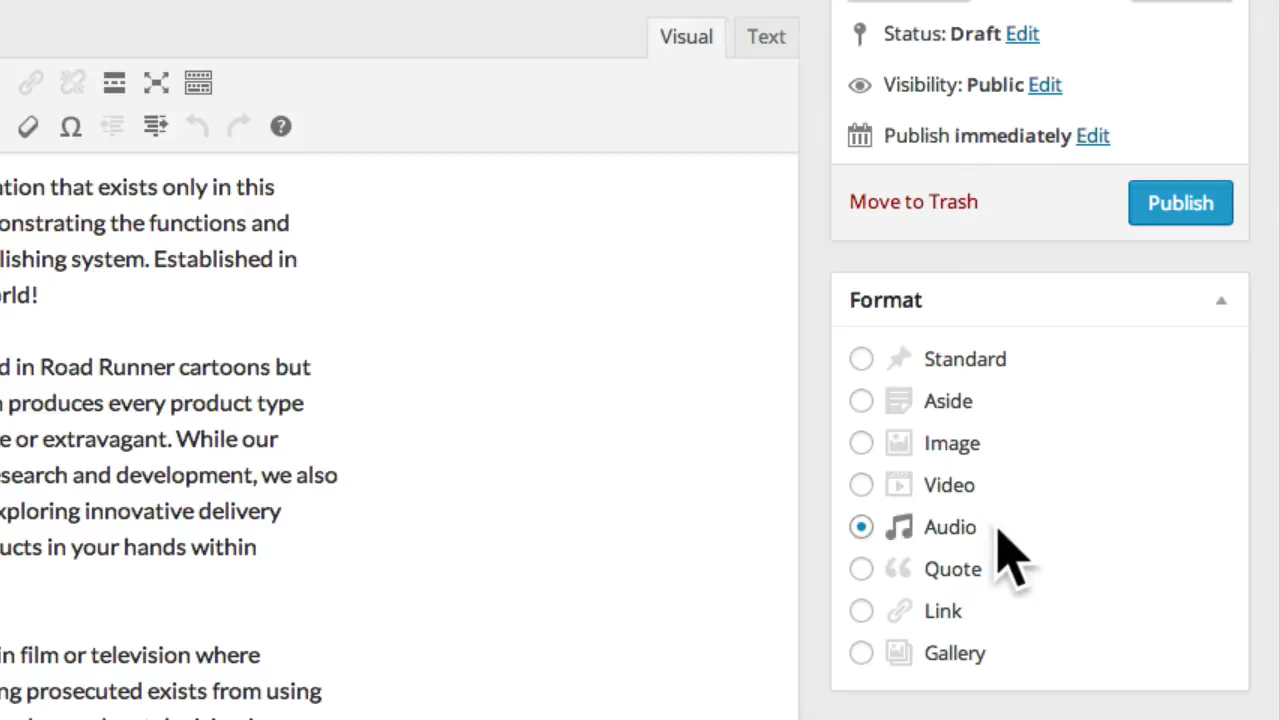 Visual
Text
tion that exists only in this
onstrating the functions and
lishing system. Established in
rld!
d in Road Runner cartoons but
n produces every product type
e or extravagant. While our
esearch and development, we also
xploring innovative delivery
ucts in your hands within
in film or television where
ng prosecuted exists from using
Status: Draft Edit
Visibility: Public Edit
Publish immediately Edit
Move to Trash
Publish
Format
Standard
Aside
Image
Video
Audio
Quote
Link
Gallery